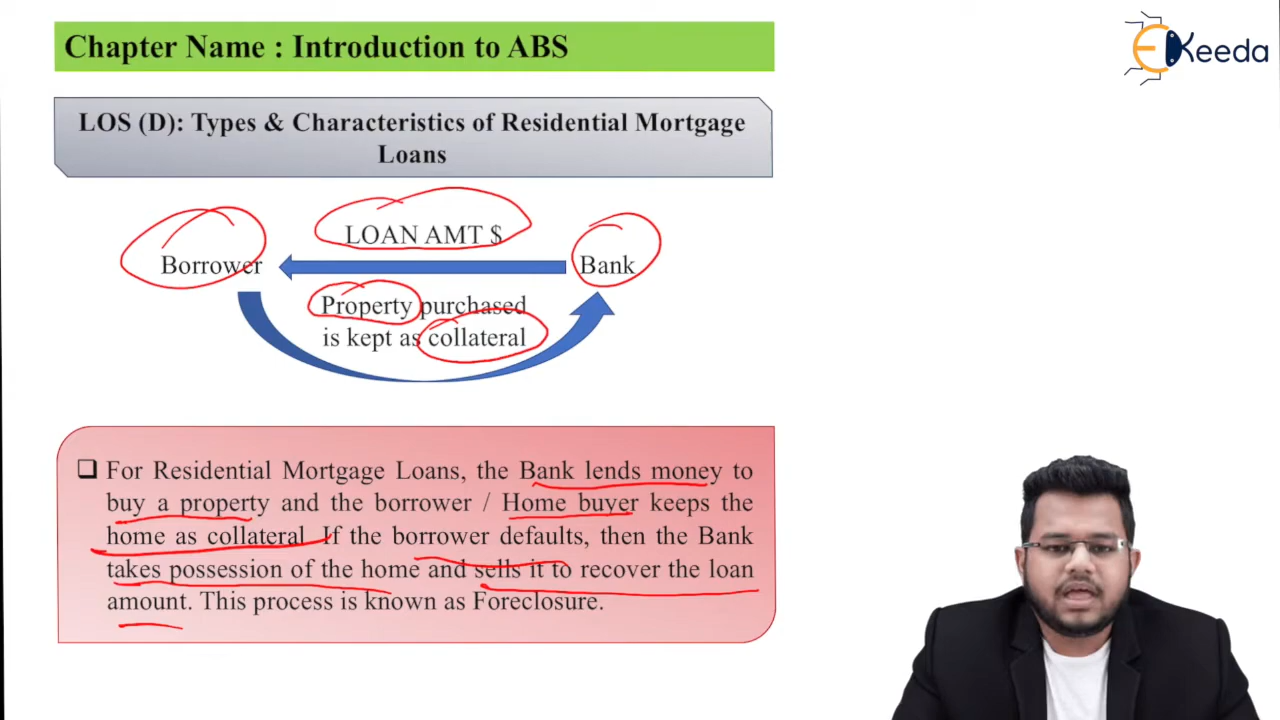 Chapter Name : Introduction to ABS
EKeeda
LOS (D): Types & Characteristics of Residential Mortgage
Loans
LOAN AMT $
Borrower
Bank
Property purchased
is kept as collateral
❑ For Residential Mortgage Loans, the Bank lends money to
buy a property and the borrower / Home buyer keeps the
home as collateral. If the borrower defaults, then the Bank
takes possession of the home and sells it to recover the loan
amount. This process is known as Foreclosure.